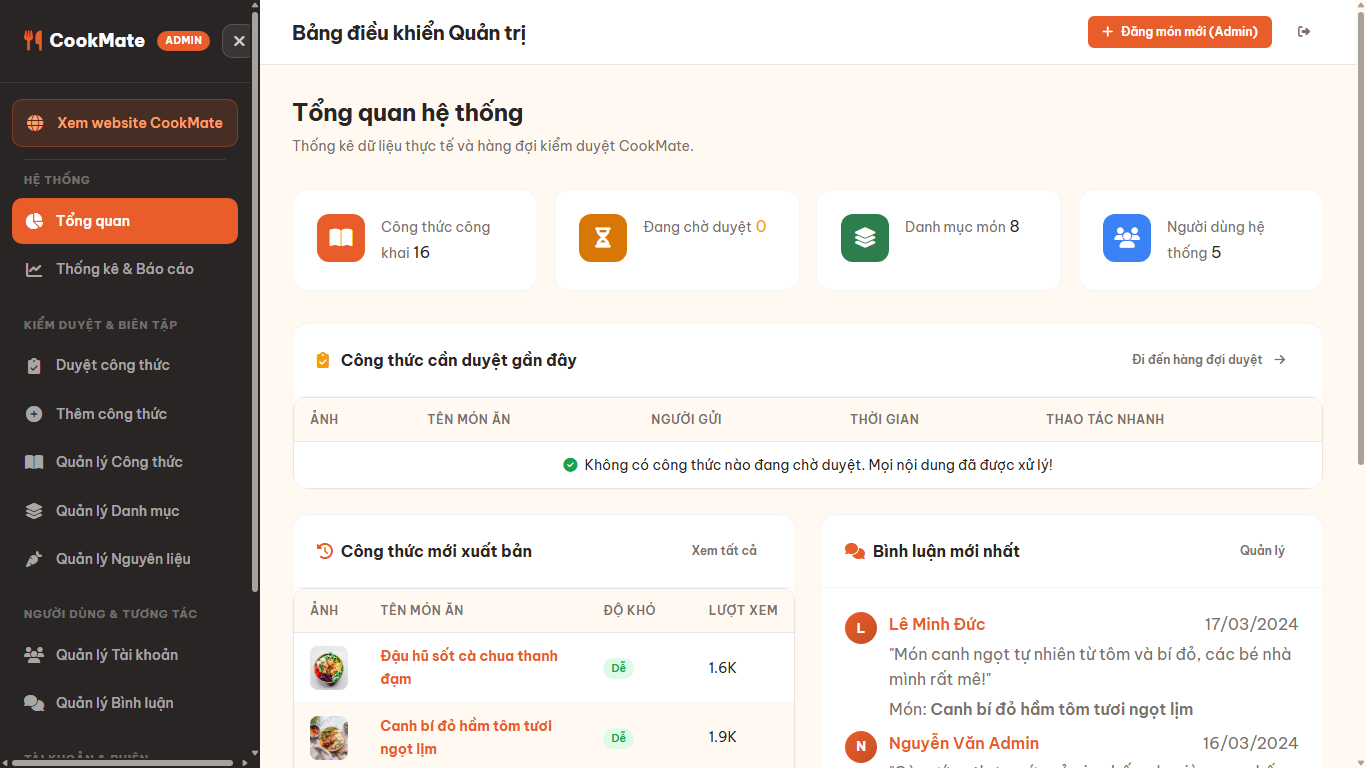 CookMate ADMIN
Xem website CookMate
HỆ THỐNG
Tổng quan
Thống kê & Báo cáo
KIỂM DUYỆT & BIÊN TẬP
Duyệt công thức
Thêm công thức
Quản lý Công thức
Quản lý Danh mục
Quản lý Nguyên liệu
NGƯỜI DÙNG & TƯƠNG TÁC
Quản lý Tài khoản
Quản lý Bình luận
Bảng điều khiển Quản trị
Đăng món mới (Admin)
Tổng quan hệ thống
Thống kê dữ liệu thực tế và hàng đợi kiểm duyệt CookMate.
Công thức công
khai 16
Đang chờ duyệt 0
Danh mục món 8
Người dùng hệ
thống 5
Công thức cần duyệt gần đây
Đi đến hàng đợi duyệt
ẢNH TÊN MÓN ĂN NGƯỜI GỬI THỜI GIAN THAO TÁC NHANH
Không có công thức nào đang chờ duyệt. Mọi nội dung đã được xử lý!
Công thức mới xuất bản
Xem tất cả
ẢNH TÊN MÓN ĂN ĐỘ KHÓ LƯỢT XEM
Đậu hũ sốt cà chua thanh
đạm
Dễ
1.6K
Canh bí đỏ hầm tôm tươi
ngọt lịm
Dễ
1.9K
Bình luận mới nhất
Quản lý
L
Lê Minh Đức
17/03/2024
"Món canh ngọt tự nhiên từ tôm và bí đỏ, các bé nhà
mình rất mê!"
Món: Canh bí đỏ hầm tôm tươi ngọt lịm
N
Nguyễn Văn Admin
16/03/2024